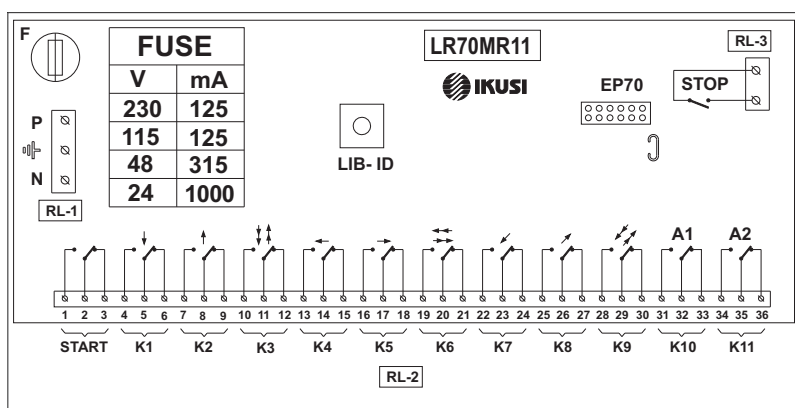 F
FUSE
V mA
230 125
115 125
48 315
24 1000
LR70MR11
IKUSI
RL-3
STOP
EP70
LIB- ID
P
N
RL-1
A1 A2
1 2 3 4 5 6 7 8 9 10 11 12 13 14 15 16 17 18 19 20 21 22 23 24 25 26 27 28 29 30 31 32 33 34 35 36
START K1 K2 K3 K4 K5 K6 K7 K8 K9 K10 K11
RL-2